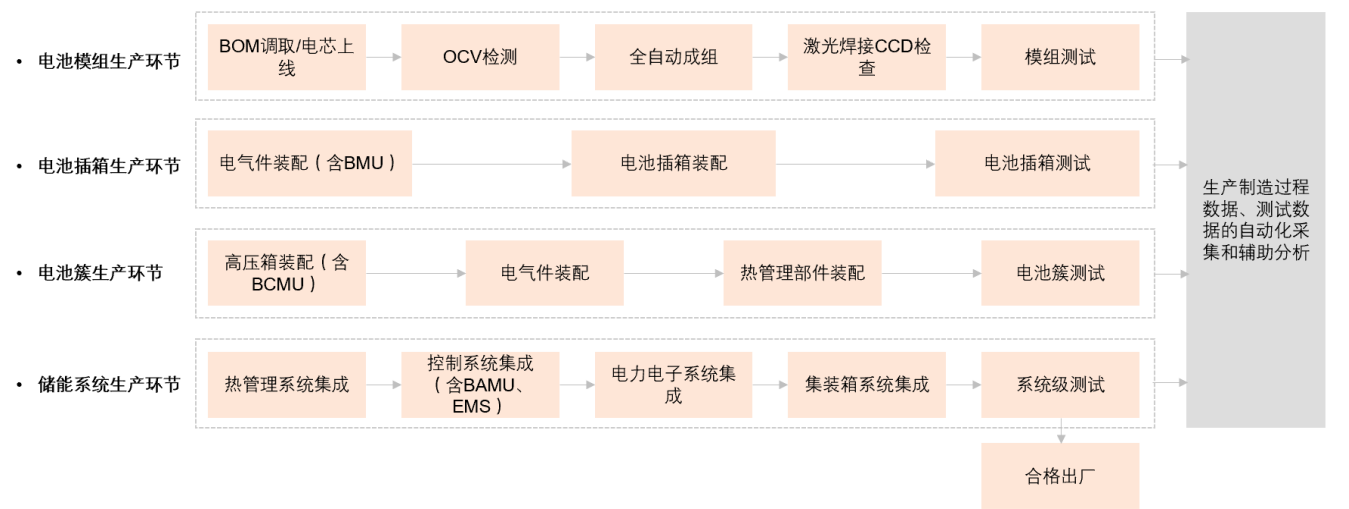 • 电池模组生产环节
BOM调取/电芯上
线
OCV检测
全自动成组
激光焊接CCD检
查
模组测试
• 电池插箱生产环节
电气件装配（含BMU）
电池插箱装配
电池插箱测试
• 电池簇生产环节
高压箱装配（含
BCMU）
电气件装配
热管理部件装配
电池簇测试
• 储能系统生产环节
热管理系统集成
控制系统集成
（含BAMU、
EMS）
电力电子系统集
成
集装箱系统集成
系统级测试
合格出厂
生产制造过程
数据、测试数
据的自动化采
集和辅助分析